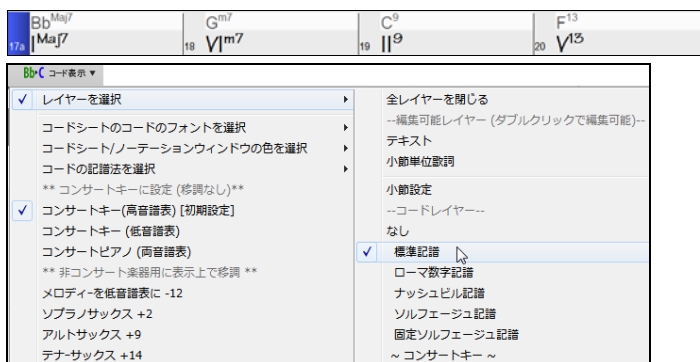 BbMaj7 Gm7 C9 F13
17a IMaj7 18 VIm7 19 II9 20 V13
Bb•C コード表示 ▼
✓ レイヤーを選択
コードシートのコードのフォントを選択
コードシート/ノーテーションウィンドウの色を選択
コードの記譜法を選択
** コンサートキーに設定 (移調なし)**
✓ コンサートキー(高音譜表) [初期設定]
コンサートキー (低音譜表)
コンサートピアノ (両音譜表)
** 非コンサート楽器用に表示上で移調 **
メロディーを低音譜表に -12
ソプラノサックス +2
アルトサックス +9
テナーサックス +14
全レイヤーを閉じる
--編集可能レイヤー (ダブルクリックで編集可能)--
テキスト
小節単位歌詞
小節設定
--コードレイヤー--
なし
✓ 標準記譜
ローマ数字記譜
ナッシュビル記譜
ソルフェージュ記譜
固定ソルフェージュ記譜
~ コンサートキー ~